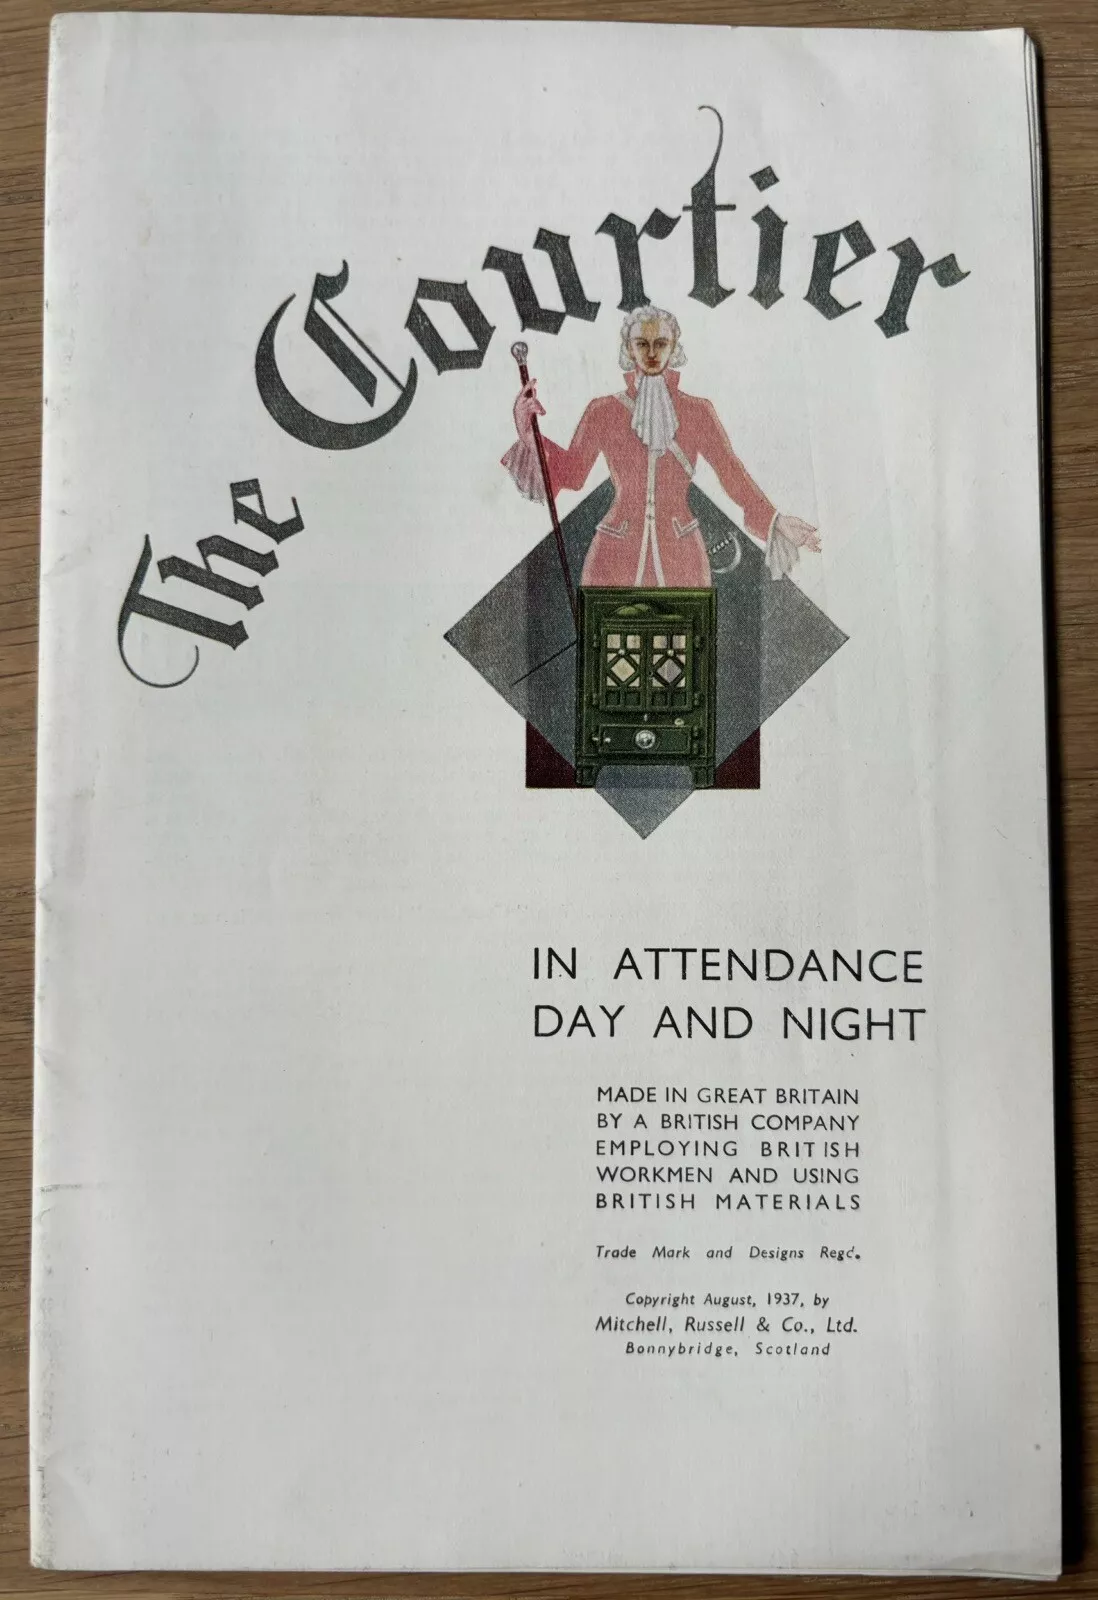 The Courtier
IN ATTENDANCE
DAY AND NIGHT
MADE IN GREAT BRITAIN
BY A BRITISH COMPANY
EMPLOYING BRITISH
WORKMEN AND USING
BRITISH MATERIALS
Trade Mark and Designs Regd.
Copyright August, 1937, by
Mitchell, Russell & Co., Ltd.
Bonnybridge, Scotland